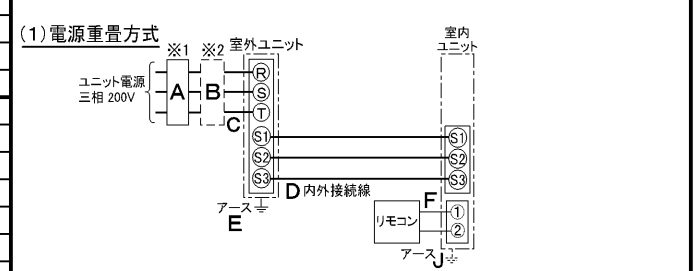 (1)電源重畳方式
※1 ※2 室外ユニット
室内
ユニット
ユニット電源
三相 200V
A B
R
S
T
C
S1 S1
S2 S2
S3 S3
D 内外接続線
アース
E
リモコン
F
1
2
アース J